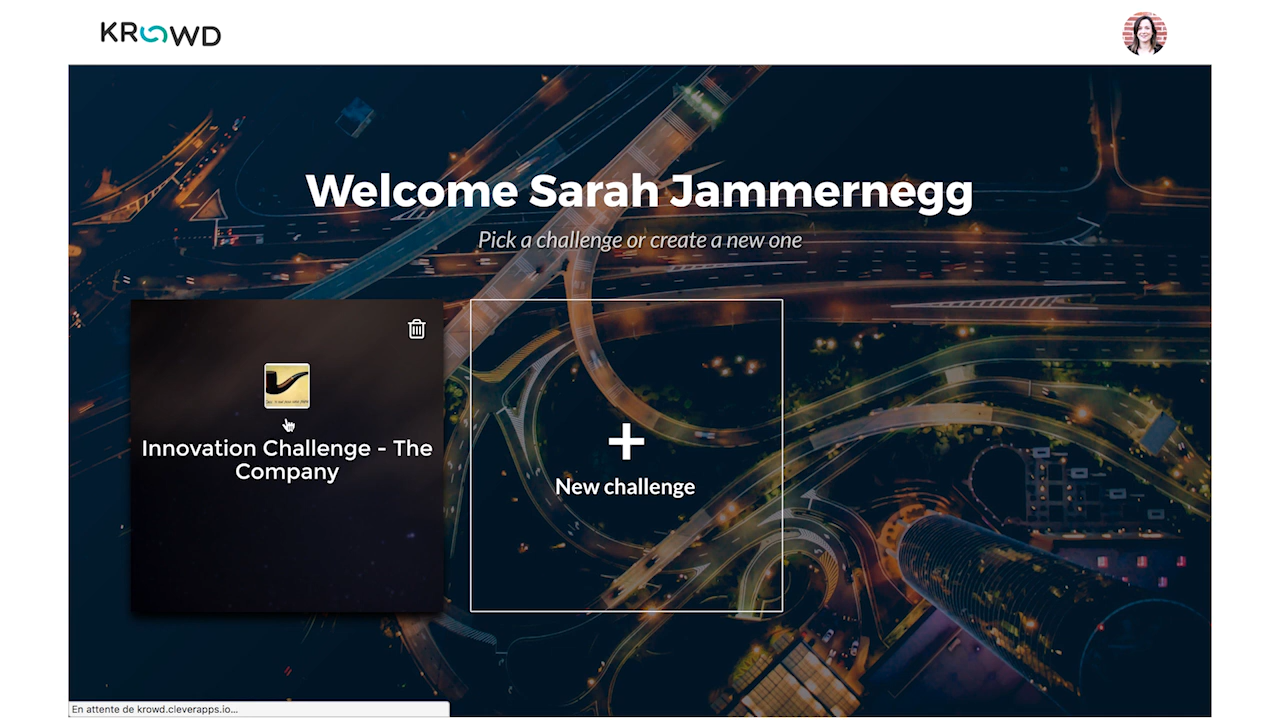 KROWD
Welcome Sarah Jammernegg
Pick a challenge or create a new one
Innovation Challenge - The
Company
New challenge
En attente de krowd.cleverapps.io...